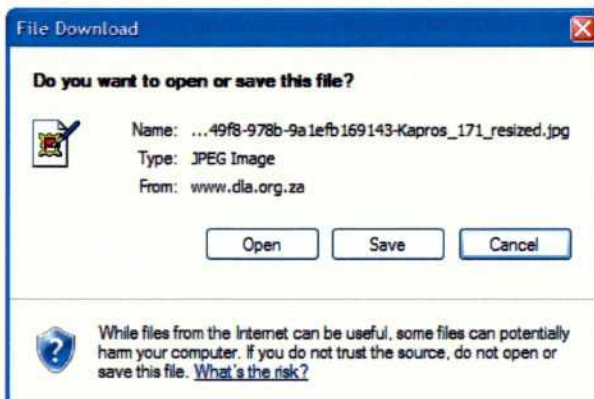 File Download
Do you want to open or save this file?
Name: ...49f8-978b-9a1efb169143-Kapros_171_resized.jpg
Type: JPEG Image
From: www.dla.org.za
Open Save Cancel
While files from the Internet can be useful, some files can potentially
harm your computer. If you do not trust the source, do not open or
save this file. What's the risk?